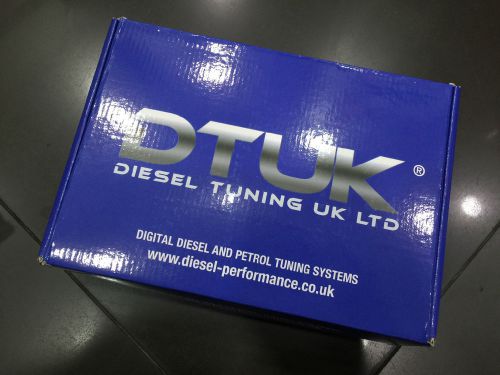 DTUK®
DIESEL TUNING UK LTD
DIGITAL DIESEL AND PETROL TUNING SYSTEMS
www.diesel-performance.co.uk